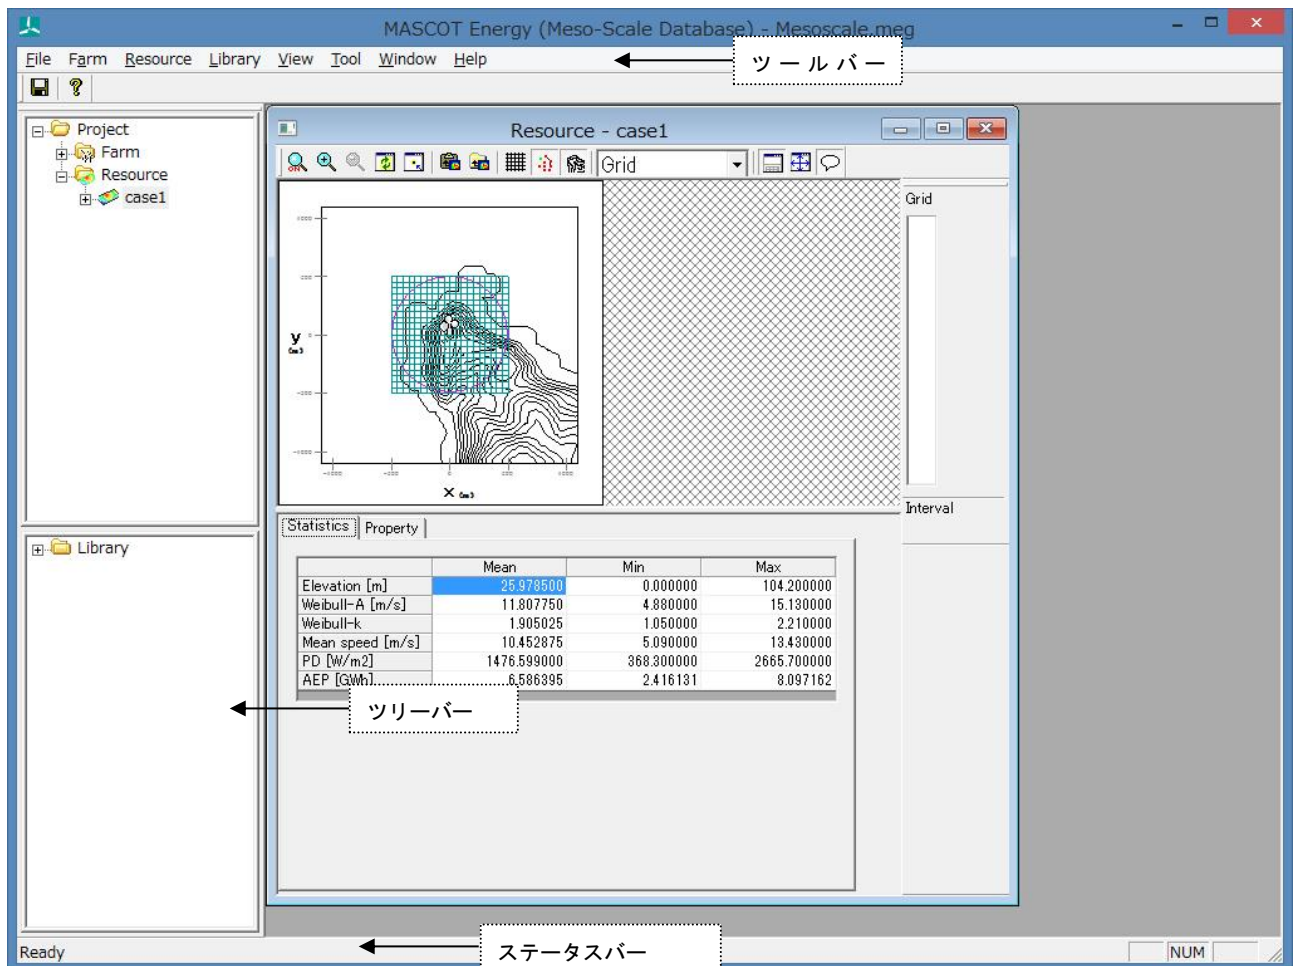 MASCOT Energy (Meso-Scale Database) - Mesoscale.meg
File Farm Resource Library View Tool Window Help
ツールバー
Project
Farm
Resource
case1
Resource - case1
Grid
Grid
y
X
Interval
Statistics Property
Mean Min Max
Elevation [m] 25.978500 0.000000 104.200000
Weibull-A [m/s] 11.807750 4.880000 15.130000
Weibull-k 1.905025 1.050000 2.210000
Mean speed [m/s] 10.452875 5.090000 13.430000
PD [W/m2] 1476.599000 368.300000 2665.700000
AEP [GWh] 6.586395 2.416131 8.097162
Library
ツリーバー
Ready
ステータスバー
NUM